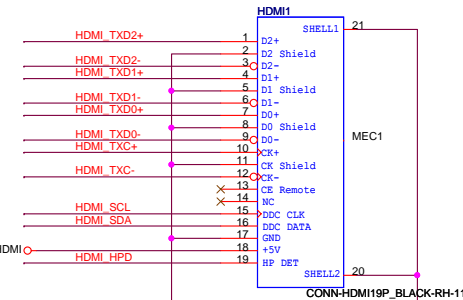 HDMI1
SHELL1 21
HDMI_TXD2+ 1 D2+
2 D2 Shield
HDMI_TXD2- 3 D2-
HDMI_TXD1+ 4 D1+
5 D1 Shield
HDMI_TXD1- 6 D1-
HDMI_TXD0+ 7 D0+
8 D0 Shield
MEC1
HDMI_TXD0- 9 D0-
HDMI_TXC+ 10 CK+
11 CK Shield
HDMI_TXC- 12 CK-
13 CE Remote
14 NC
HDMI_SCL 15 DDC CLK
HDMI_SDA 16 DDC DATA
17 GND
HDMI 18 +5V
HDMI_HPD 19 HP DET
SHELL2 20
CONN-HDMI19P_BLACK-RH-11